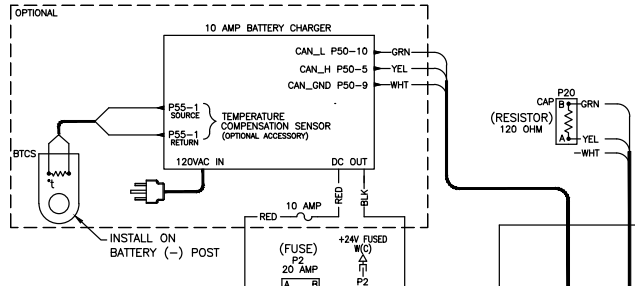 OPTIONAL
10 AMP BATTERY CHARGER
CAN_L P50-10
GRN
CAN_H P50-5
YEL
CAN_GND P50-9
WHT
P55-1
SOURCE
P55-1
RETURN
TEMPERATURE
COMPENSATION SENSOR
(OPTIONAL ACCESSORY)
BTCS
t
120VAC IN
DC OUT
RED
BLK
10 AMP
RED
INSTALL ON
BATTERY (-) POST
(FUSE)
P2
20 AMP
A B
+24V FUSED
W(C)
P2
P20
CAP
B
GRN
(RESISTOR)
120 OHM
A
YEL
WHT